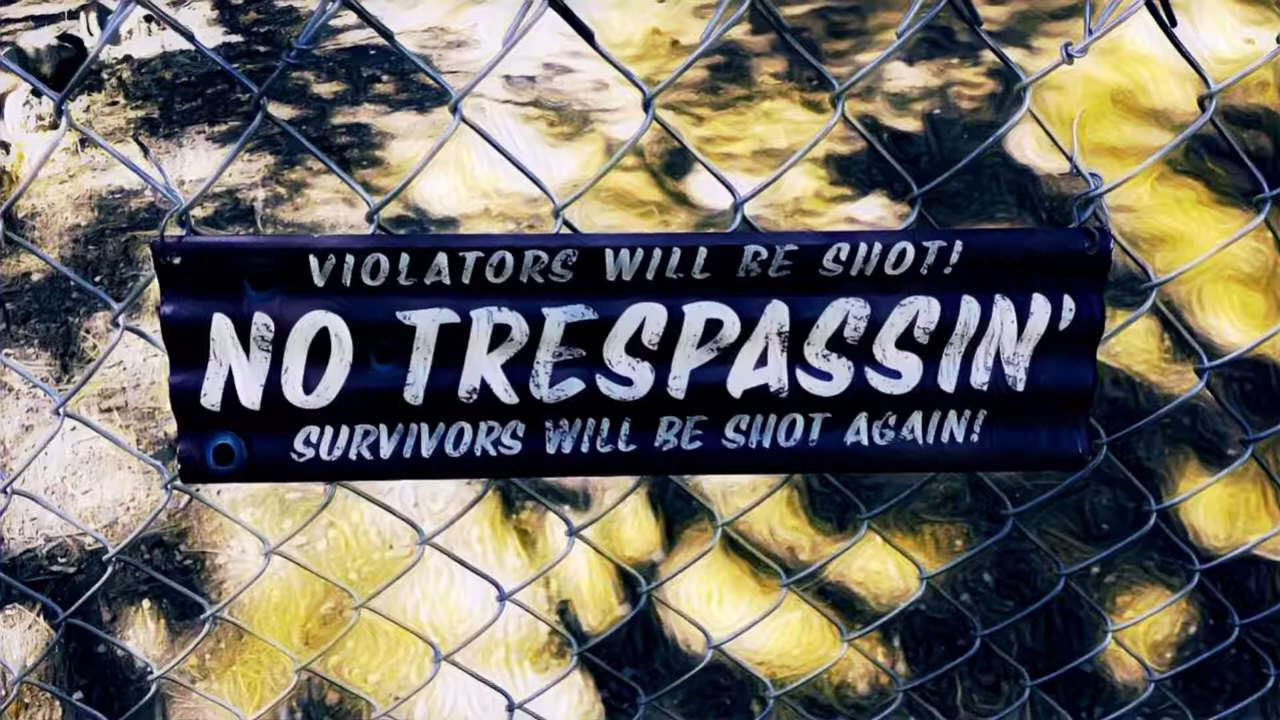 VIOLATORS WILL BE SHOT!
NO TRESPASSIN'
SURVIVORS WILL BE SHOT AGAIN!